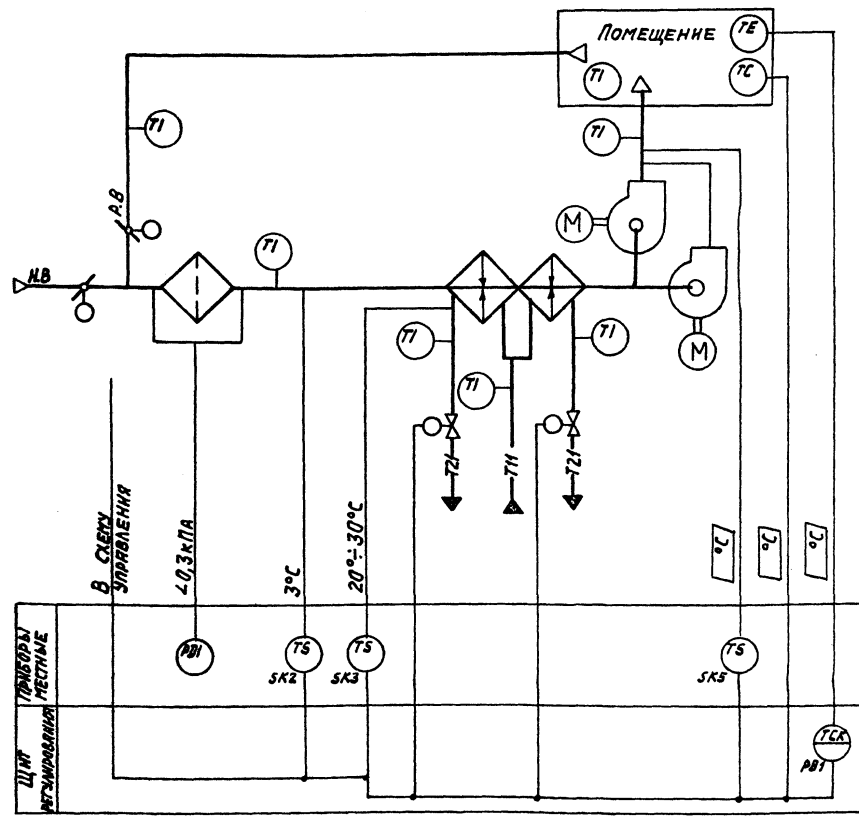 ПОМЕЩЕНИЕ
TE
TC
TI
TI
TI
Р.В
М
TI
Н.В
М
TI
TI
TI
Т21
Т11
Т21
В СХЕМУ
УПРАВЛЕНИЯ
<0,3кПА
3°С
20°÷30°С
°С
°С
°С
ПРИБОРЫ
МЕСТНЫЕ
PDI
TS
SK2
TS
SK3
TS
SK5
ЩИТ
РЕГУЛИРОВАНИЯ
TCK
PB1